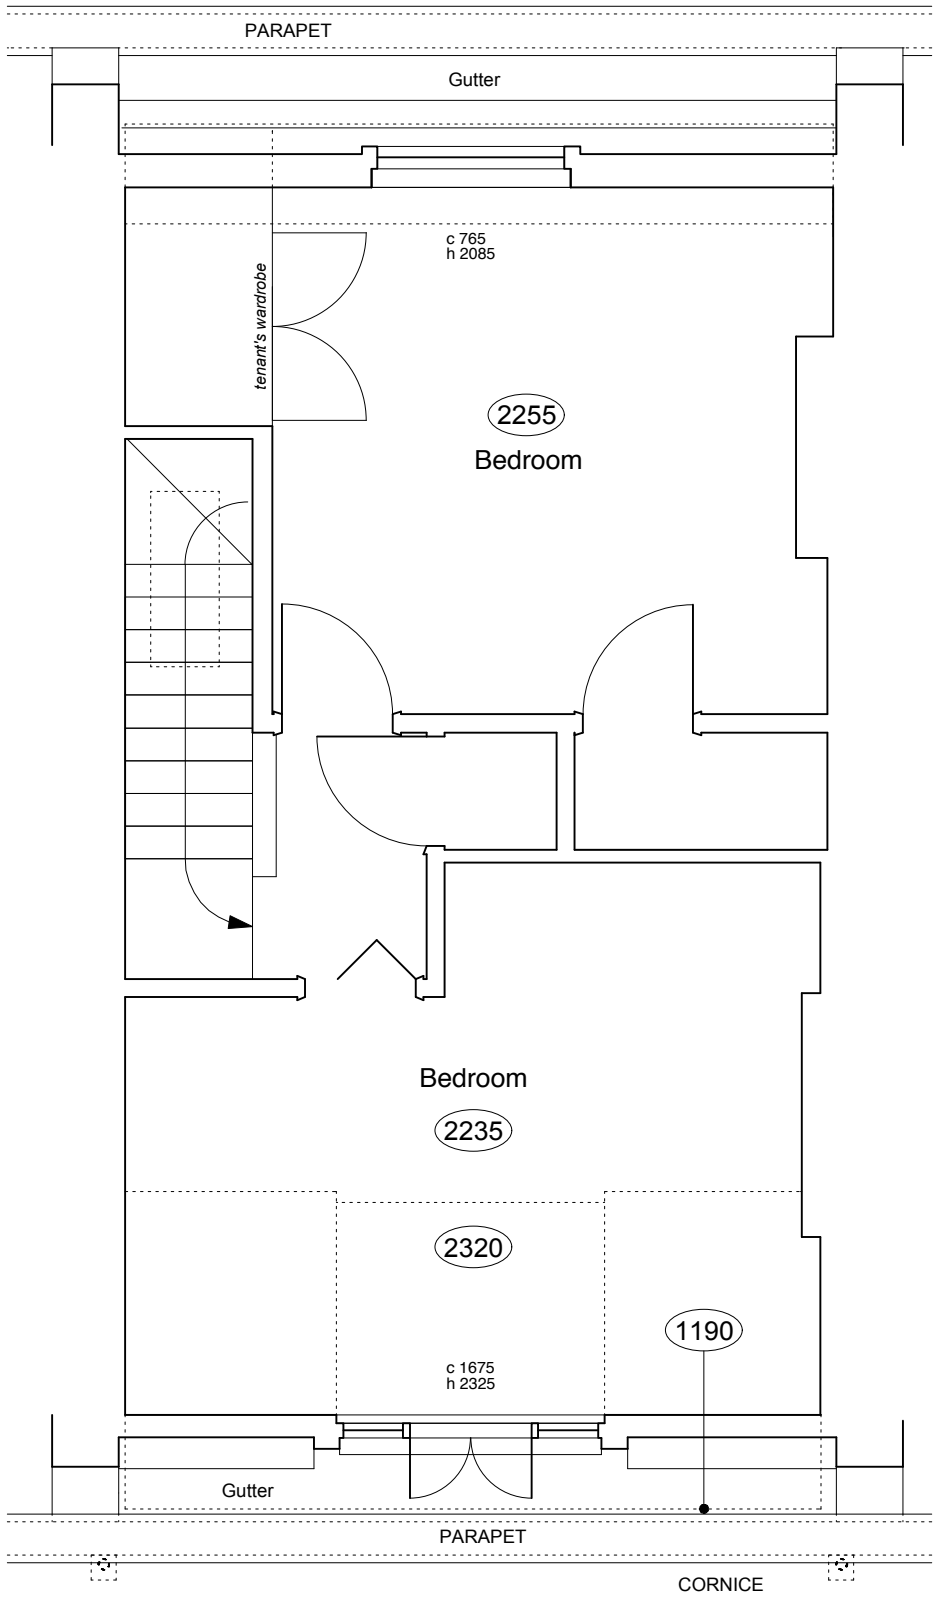 PARAPET
Gutter
c 765
h 2085
tenant's wardrobe
2255
Bedroom
Bedroom
2235
2320
1190
c 1675
h 2325
Gutter
PARAPET
CORNICE